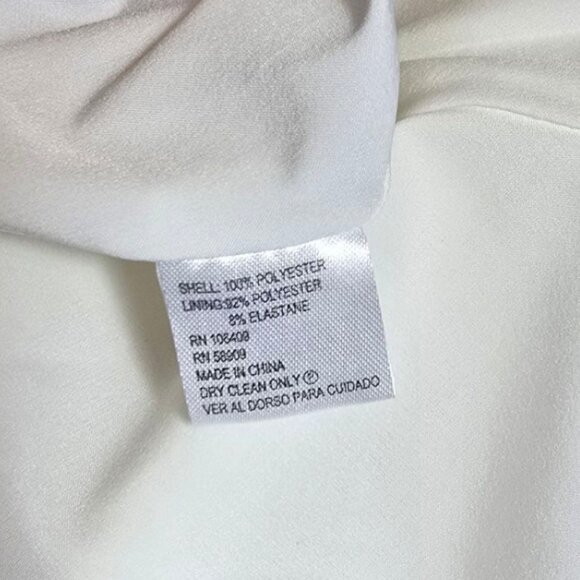 SHELL: 100% POLYESTER
LINING:92% POLYESTER
8% ELASTANE
RN 106409
RN 58909
MADE IN CHINA
DRY CLEAN ONLY Ⓟ
VER AL DORSO PARA CUIDADO